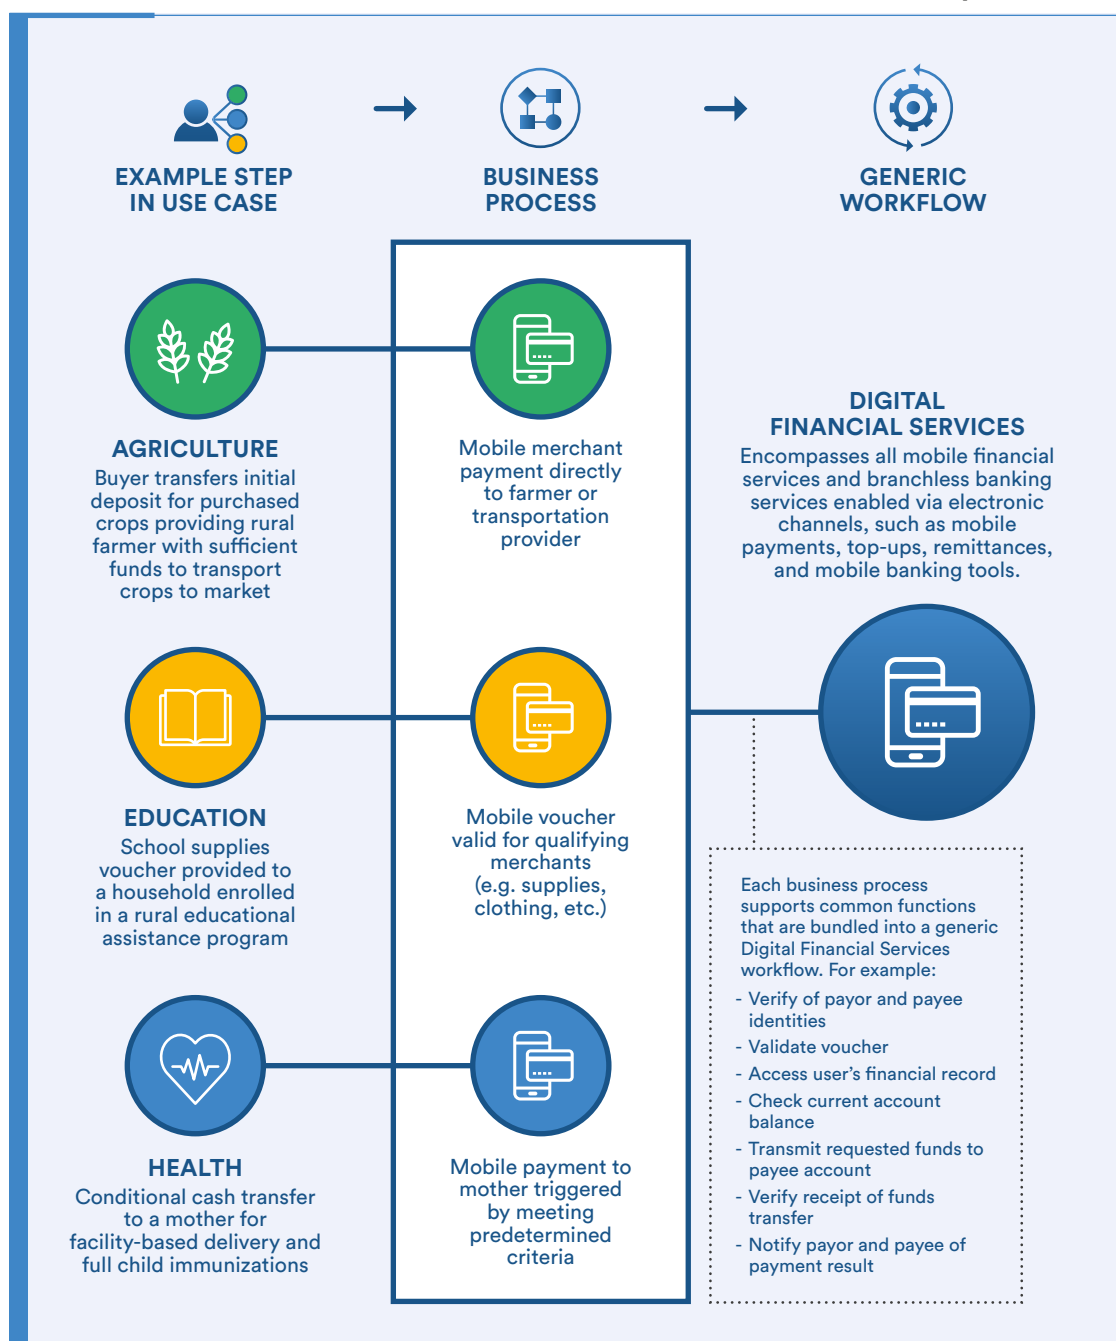 EXAMPLE STEP
IN USE CASE
BUSINESS
PROCESS
GENERIC
WORKFLOW
AGRICULTURE
Buyer transfers initial
deposit for purchased
crops providing rural
farmer with sufficient
funds to transport
crops to market
Mobile merchant
payment directly
to farmer or
transportation
provider
DIGITAL
FINANCIAL SERVICES
Encompasses all mobile financial
services and branchless banking
services enabled via electronic
channels, such as mobile
payments, top-ups, remittances,
and mobile banking tools.
EDUCATION
School supplies
voucher provided to
a household enrolled
in a rural educational
assistance program
Mobile voucher
valid for qualifying
merchants
(e.g. supplies,
clothing, etc.)
Each business process
supports common functions
that are bundled into a generic
Digital Financial Services
workflow. For example:
- Verify of payor and payee
identities
- Validate voucher
- Access user's financial record
- Check current account
balance
- Transmit requested funds to
payee account
- Verify receipt of funds
transfer
- Notify payor and payee of
payment result
HEALTH
Conditional cash transfer
to a mother for
facility-based delivery and
full child immunizations
Mobile payment to
mother triggered
by meeting
predetermined
criteria